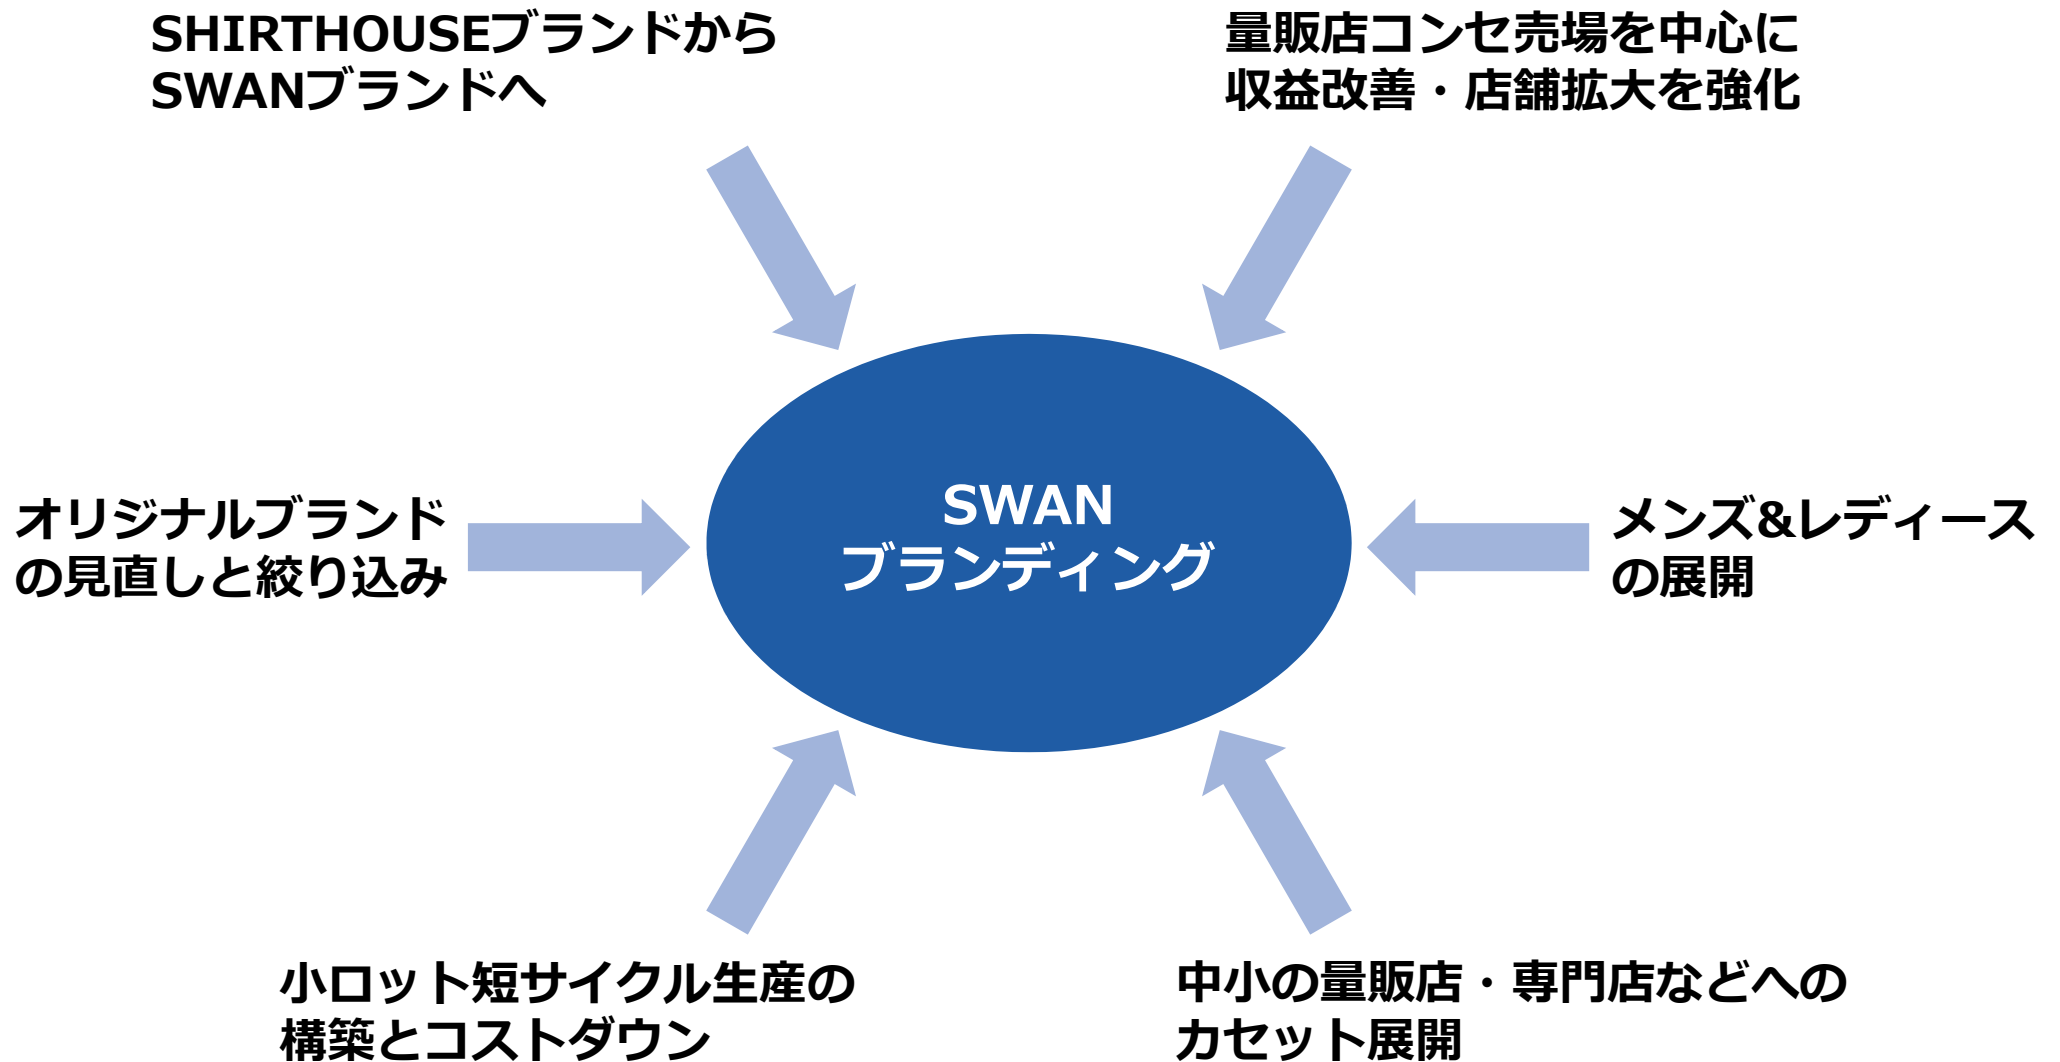 SHIRTHOUSEブランドから
SWANブランドへ
量販店コンセ売場を中心に
収益改善・店舗拡大を強化
オリジナルブランド
の見直しと絞り込み
SWAN
ブランディング
メンズ&レディース
の展開
小ロット短サイクル生産の
構築とコストダウン
中小の量販店・専門店などへの
カセット展開